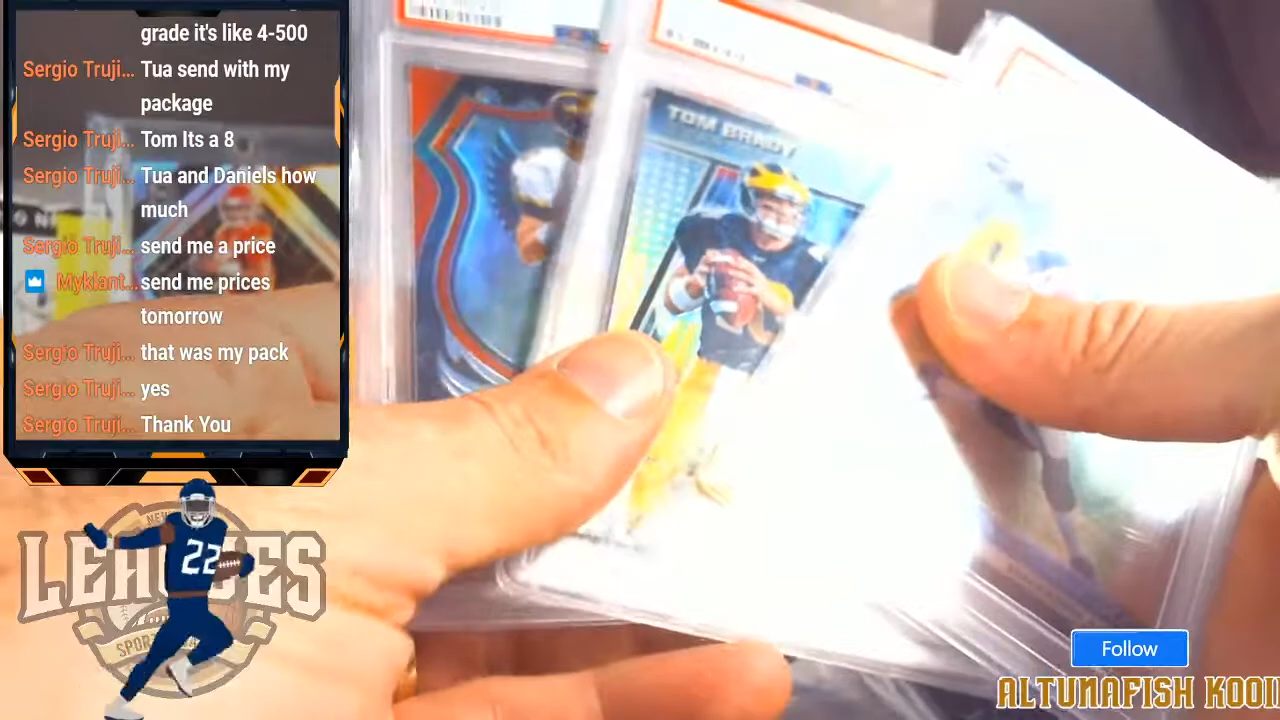 grade it's like 4-500
Sergio Truji... Tua send with my
package
Sergio Truji... Tom Its a 8
Sergio Truji... Tua and Daniels how
much
Sergio Truji... send me a price
Myklant... send me prices
tomorrow
Sergio Truji... that was my pack
Sergio Truji... yes
Sergio Truji... Thank You
TOM BRADY
22
Follow
ALTUNAFISH KOOI